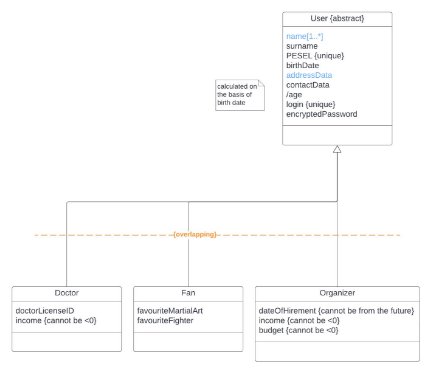 User {abstract}
name[1..*]
surname
PESEL {unique}
birthDate
addressData
contactData
/age
login {unique}
encryptedPassword
calculated on
the basis of
birth date
{overlapping}
Doctor
doctorLicenseID
income {cannot be <0}
Fan
favouriteMartialArt
favouriteFighter
Organizer
dateOfHirement {cannot be from the future}
income {cannot be <0}
budget {cannot be <0}